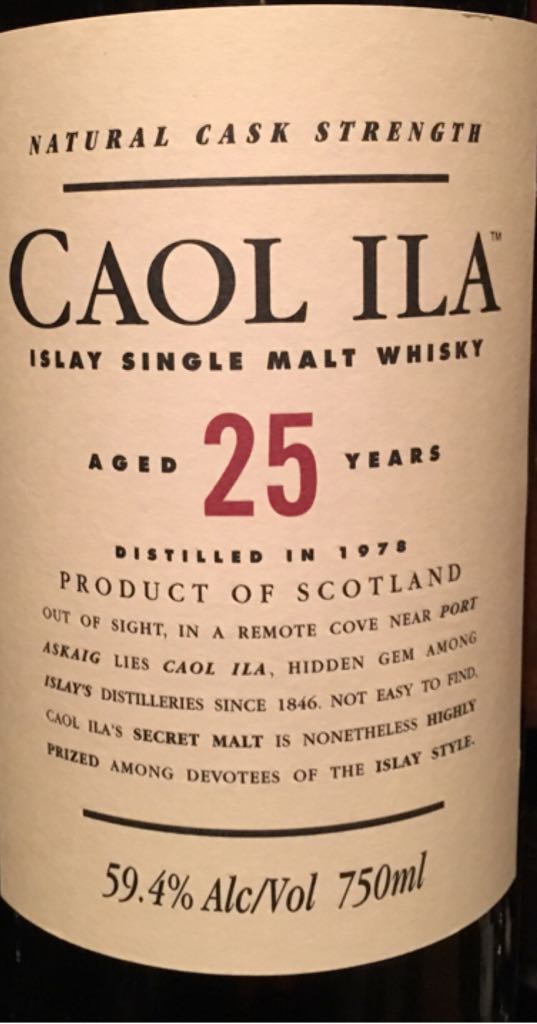 NATURAL CASK STRENGTH
CAOL ILA™
ISLAY SINGLE MALT WHISKY
AGED 25 YEARS
DISTILLED IN 1978
PRODUCT OF SCOTLAND
OUT OF SIGHT, IN A REMOTE COVE NEAR PORT
ASKAIG LIES CAOL ILA, HIDDEN GEM AMONG
ISLAY'S DISTILLERIES SINCE 1846. NOT EASY TO FIND,
CAOL ILA'S SECRET MALT IS NONETHELESS HIGHLY
PRIZED AMONG DEVOTEES OF THE ISLAY STYLE.
59.4% Alc/Vol 750ml